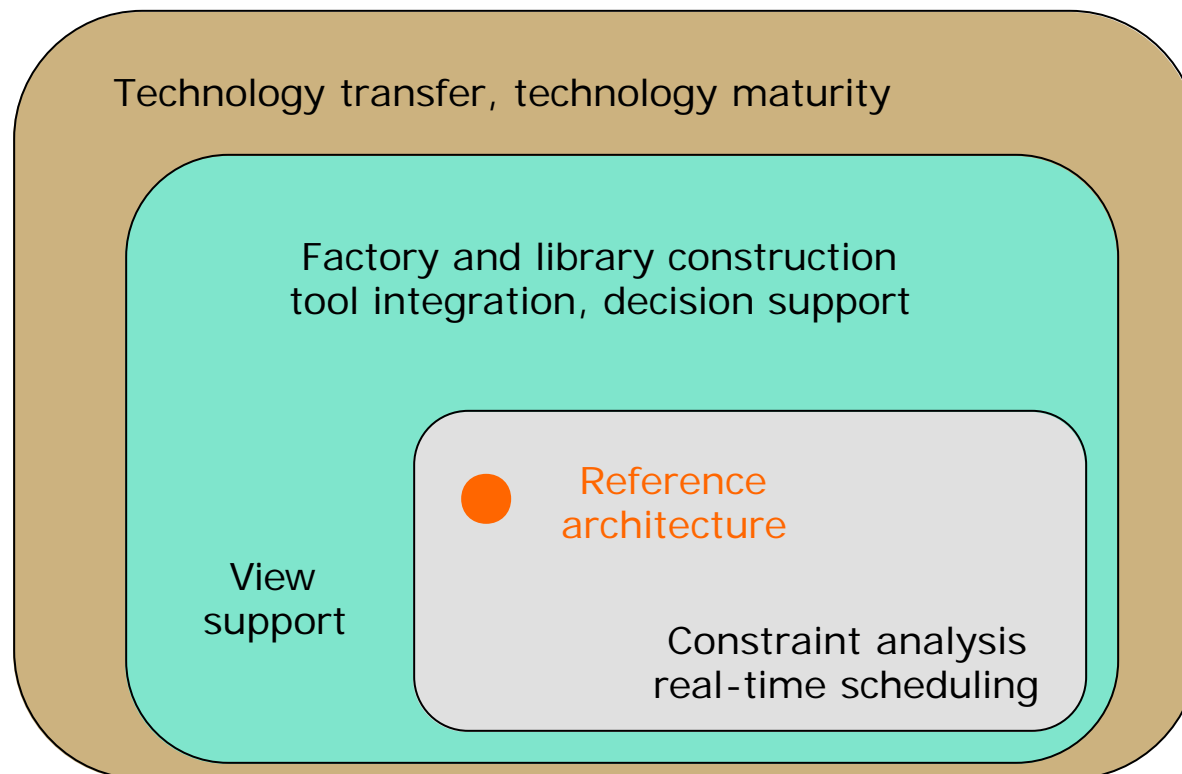 Technology transfer, technology maturity
Factory and library construction
tool integration, decision support
Reference
architecture
View
support
Constraint analysis
real-time scheduling